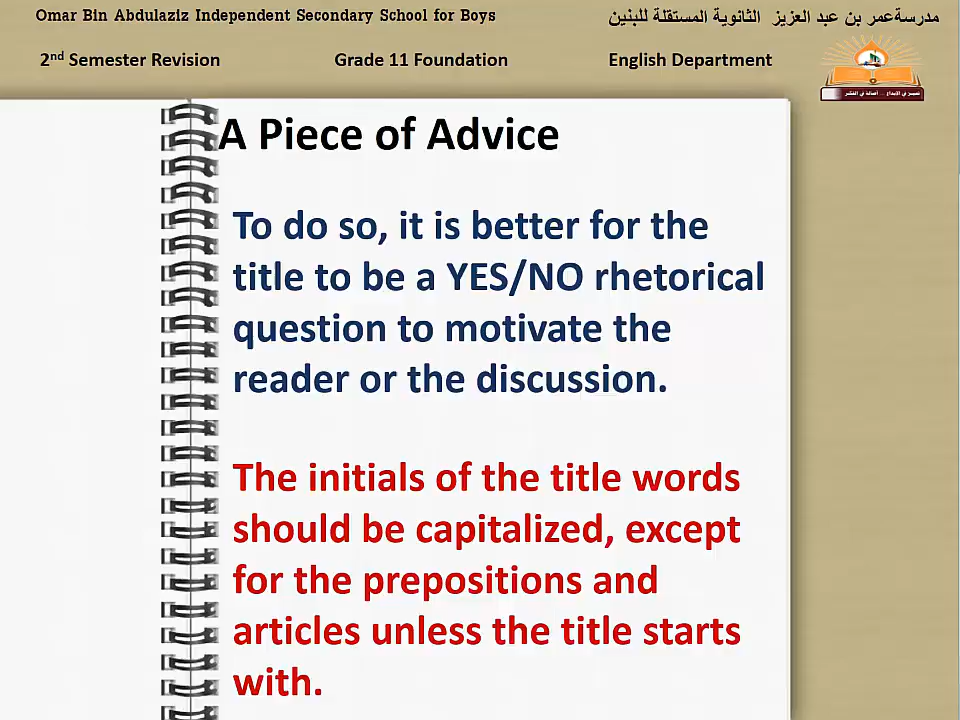 Omar Bin Abdulaziz Independent Secondary School for Boys
مدرسةعمر بن عبد العزيز الثانوية المستقلة للبنين
2nd Semester Revision
Grade 11 Foundation
English Department
A Piece of Advice
To do so, it is better for the
title to be a YES/NO rhetorical
question to motivate the
reader or the discussion.
The initials of the title words
should be capitalized, except
for the prepositions and
articles unless the title starts
with.